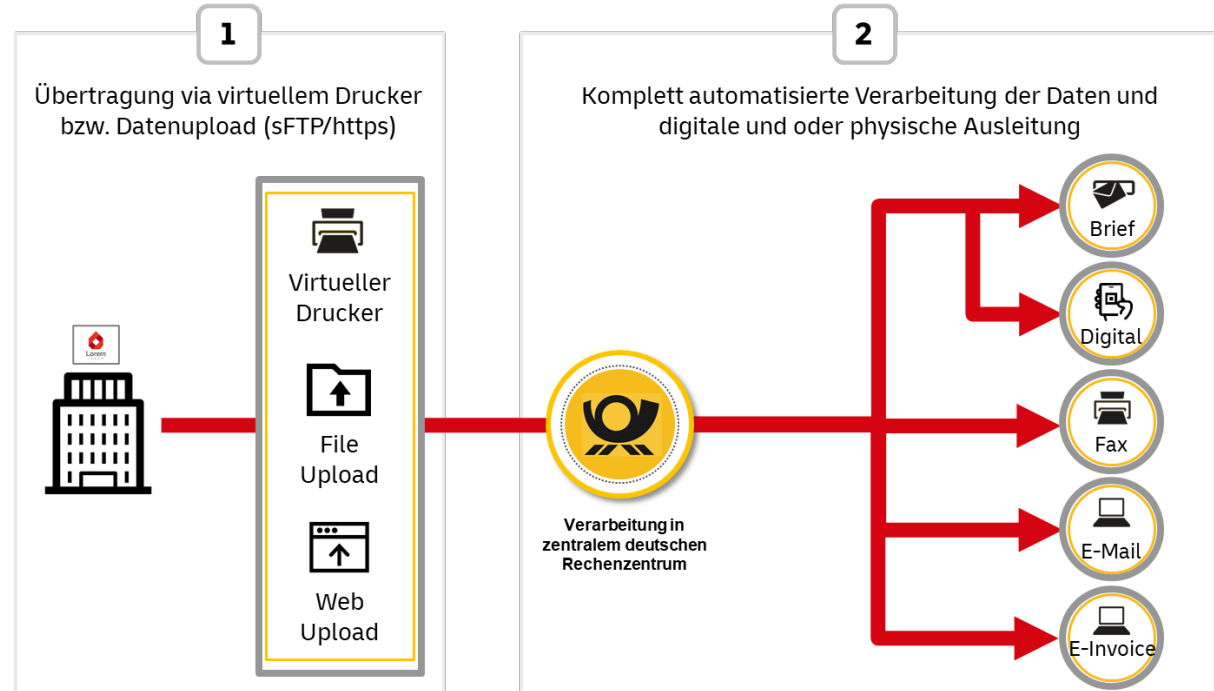 1
Übertragung via virtuellem Drucker
bzw. Datenupload (sFTP/https)
Lorem
Virtueller
Drucker
File
Upload
Web
Upload
2
Komplett automatisierte Verarbeitung der Daten und
digitale und oder physische Ausleitung
Verarbeitung in
zentralem deutschen
Rechenzentrum
Brief
Digital
Fax
E-Mail
E-Invoice